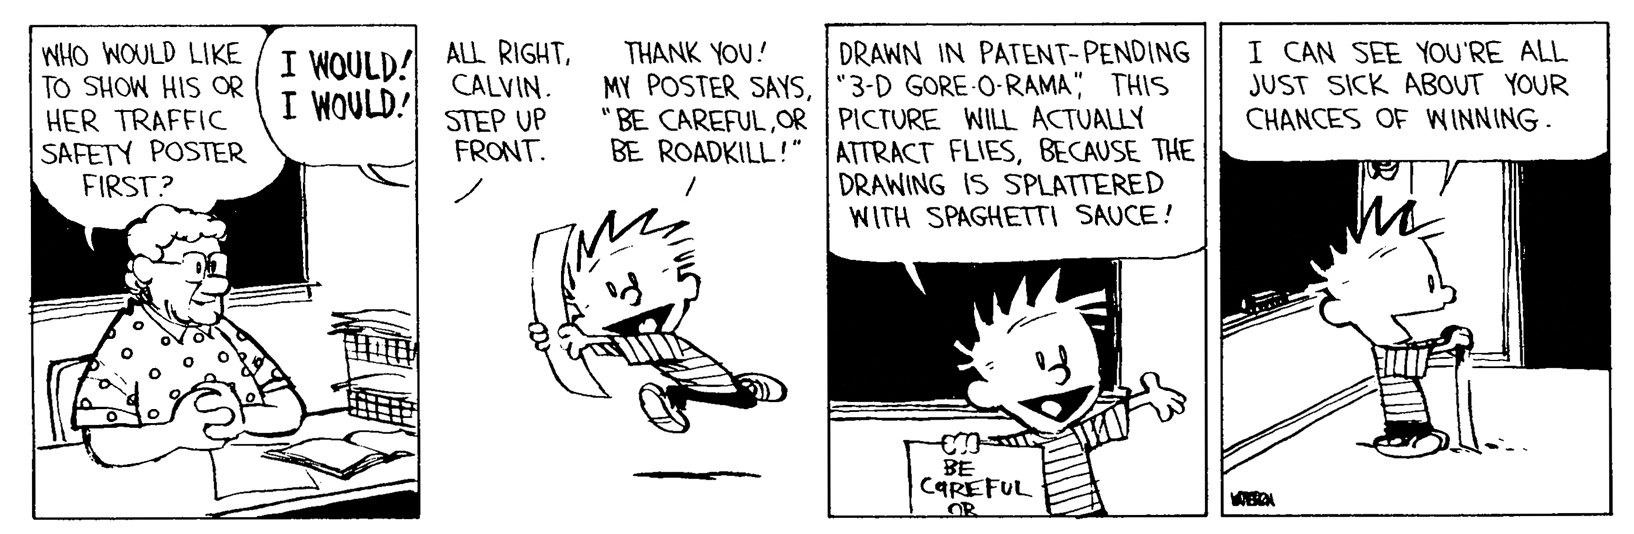 WHO WOULD LIKE
TO SHOW HIS OR
HER TRAFFIC
SAFETY POSTER
FIRST?
I WOULD!
I WOULD!
ALL RIGHT,
CALVIN.
STEP UP
FRONT.
THANK YOU!
MY POSTER SAYS,
"BE CAREFUL, OR
BE ROADKILL!"
DRAWN IN PATENT-PENDING
"3-D GORE-O-RAMA", THIS
PICTURE WILL ACTUALLY
ATTRACT FLIES, BECAUSE THE
DRAWING IS SPLATTERED
WITH SPAGHETTI SAUCE!
BE
CAREFUL
OR
I CAN SEE YOU'RE ALL
JUST SICK ABOUT YOUR
CHANCES OF WINNING.
WATTERSON